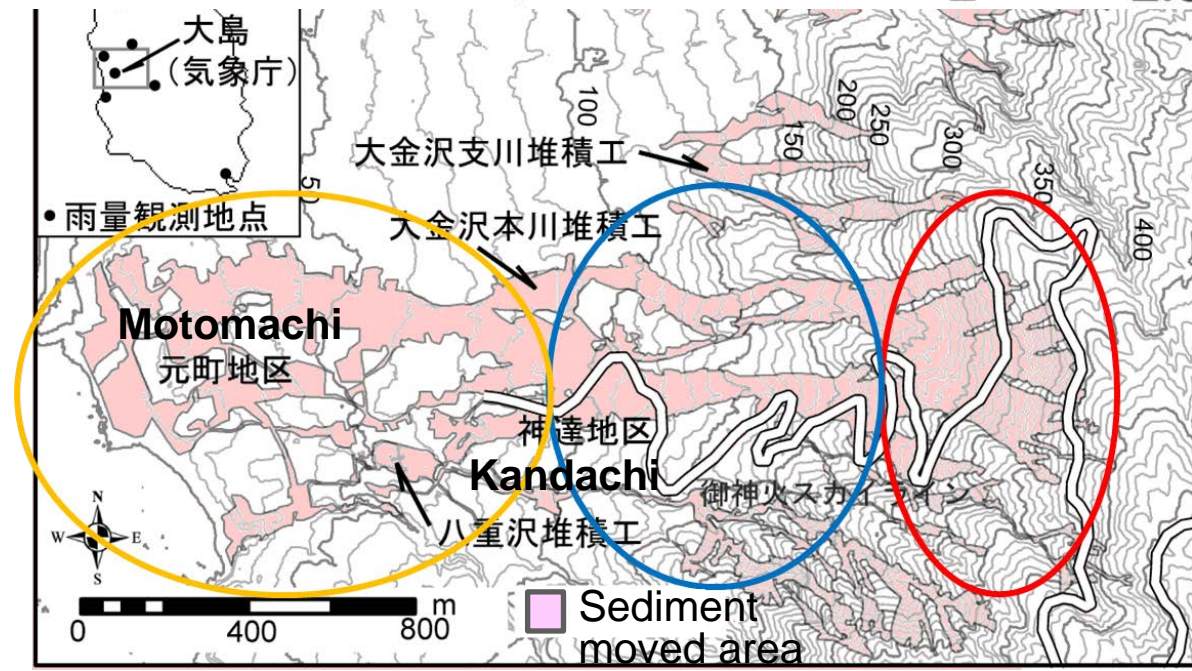 大島
（気象庁）
雨量観測地点
50
100
150
200
250
300
350
400
大金沢支川堆積工
大金沢本川堆積工
Motomachi
元町地区
神達地区
Kandachi
御神火スカイライン
八重沢堆積工
N
W
E
S
m
0
400
800
Sediment
moved area